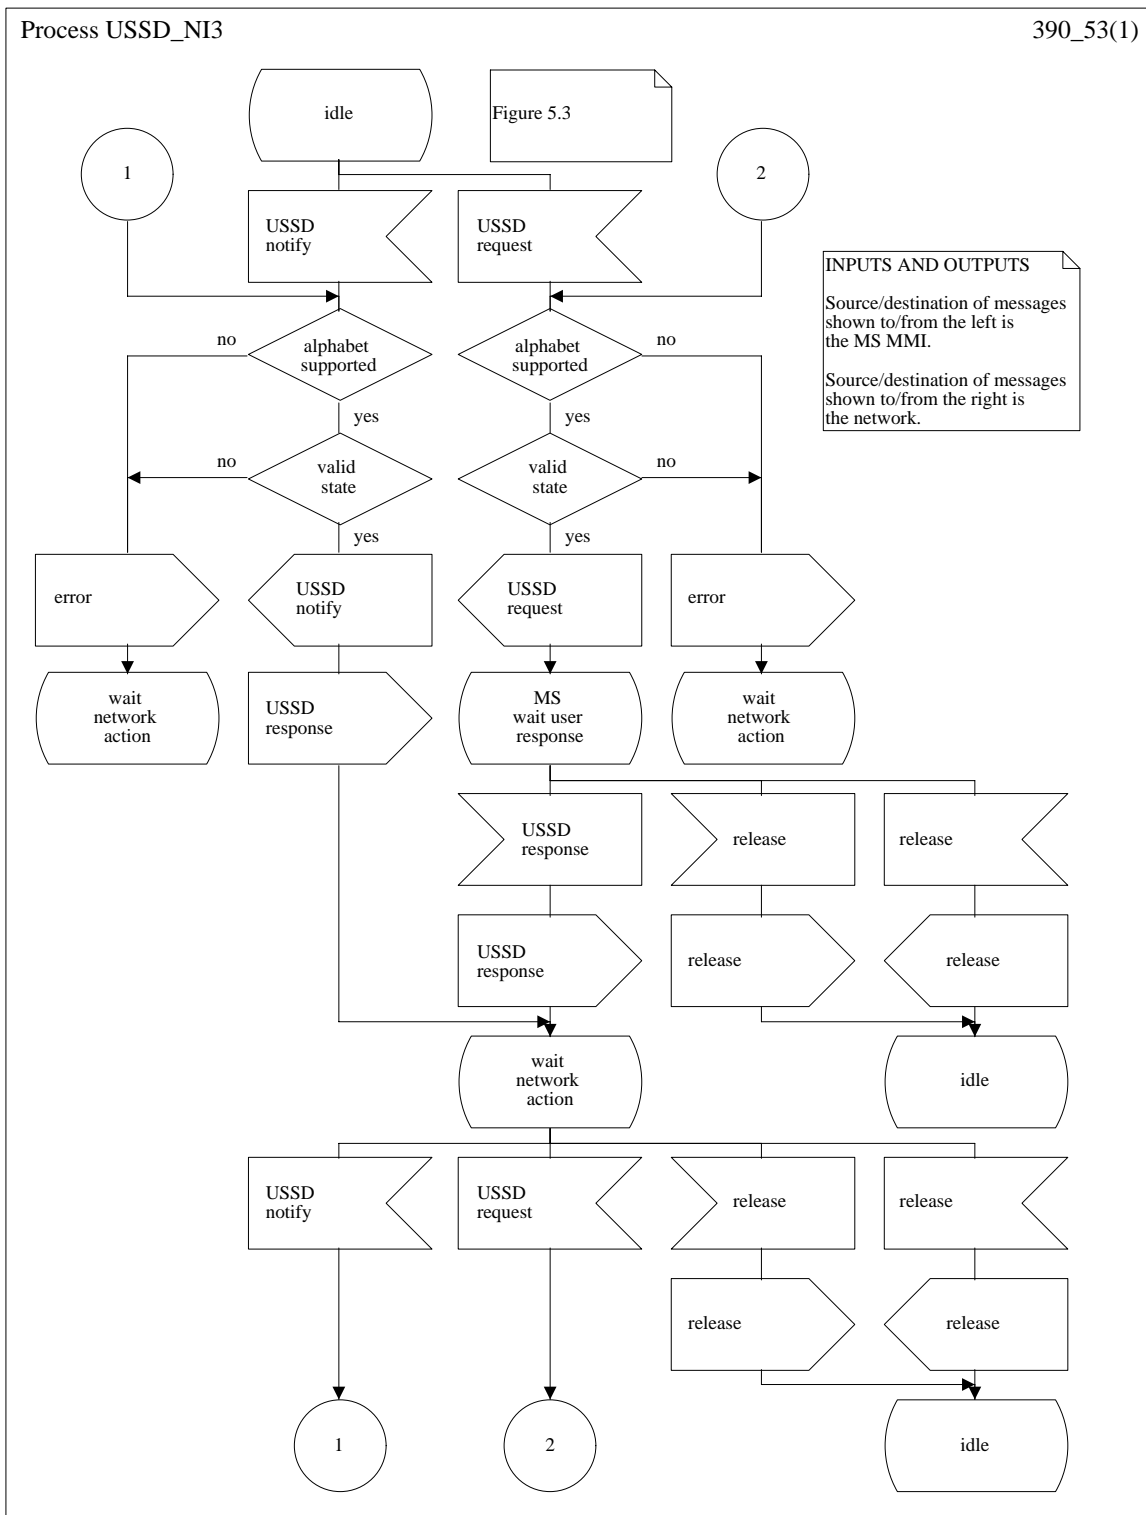 Process USSD_NI3
390_53(1)
idle
Figure 5.3
1
2
USSD
notify
USSD
request
INPUTS AND OUTPUTS
Source/destination of messages
shown to/from the left is
the MS MMI.
Source/destination of messages
shown to/from the right is
the network.
no
alphabet
supported
alphabet
supported
no
yes
yes
no
valid
state
valid
state
no
yes
yes
error
USSD
notify
USSD
request
error
wait
network
action
USSD
response
MS
wait user
response
wait
network
action
USSD
response
release
release
USSD
response
release
release
wait
network
action
idle
USSD
notify
USSD
request
release
release
release
release
1
2
idle